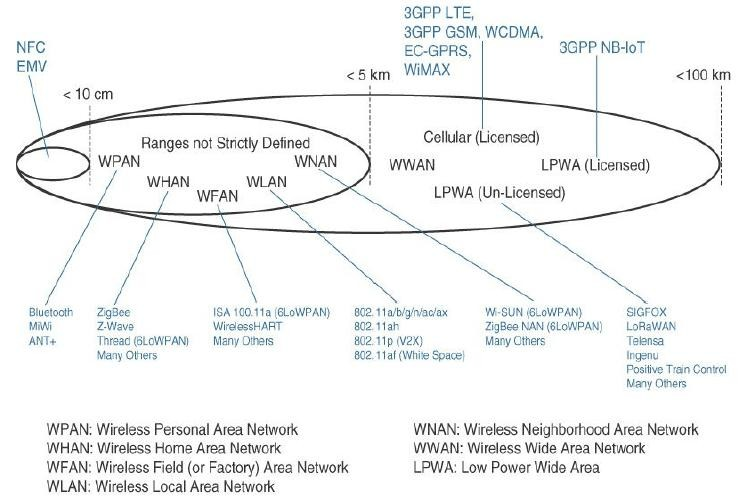 3GPP LTE,
3GPP GSM, WCDMA,
EC-GPRS,
WiMAX
3GPP NB-IoT
NFC
EMV
< 10 cm
< 5 km
<100 km
Ranges not Strictly Defined
Cellular (Licensed)
WPAN
WNAN
WWAN
LPWA (Licensed)
WHAN
WLAN
WFAN
LPWA (Un-Licensed)
Bluetooth
MiWi
ANT+
ZigBee
Z-Wave
Thread (6LoWPAN)
Many Others
ISA 100.11a (6LoWPAN)
WirelessHART
Many Others
802.11a/b/g/n/ac/ax
802.11ah
802.11p (V2X)
802.11af (White Space)
Wi-SUN (6LoWPAN)
ZigBee NAN (6LoWPAN)
Many Others
SIGFOX
LoRaWAN
Telensa
Ingenu
Positive Train Control
Many Others
WPAN: Wireless Personal Area Network
WHAN: Wireless Home Area Network
WFAN: Wireless Field (or Factory) Area Network
WLAN: Wireless Local Area Network
WNAN: Wireless Neighborhood Area Network
WWAN: Wireless Wide Area Network
LPWA: Low Power Wide Area